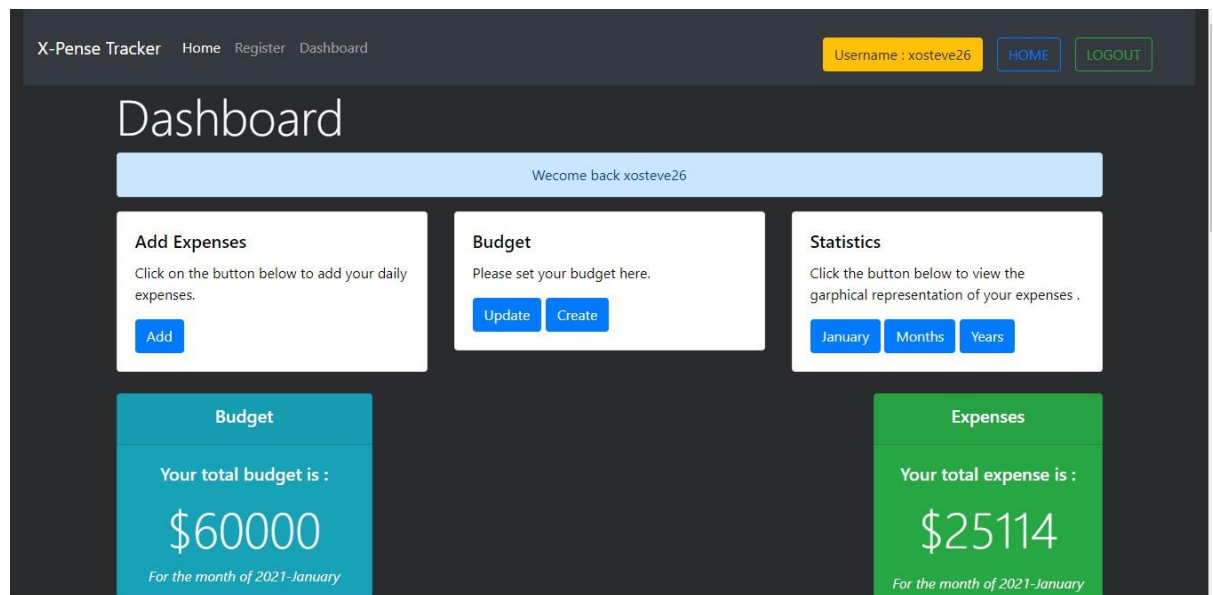 X-Pense Tracker Home Register Dashboard
Username : xosteve26 HOME LOGOUT
Dashboard
Wecome back xosteve26
Add Expenses
Click on the button below to add your daily
expenses.
Add
Budget
Please set your budget here.
Update Create
Statistics
Click the button below to view the
garphical representation of your expenses .
January Months Years
Budget
Your total budget is :
$60000
For the month of 2021-January
Expenses
Your total expense is :
$25114
For the month of 2021-January